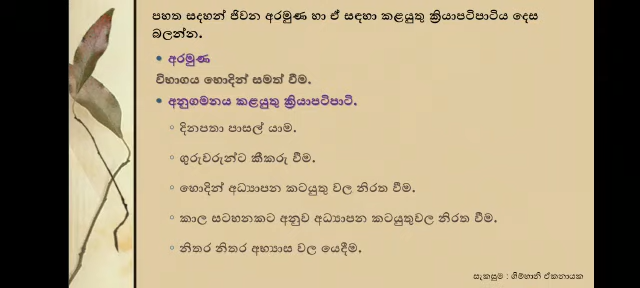 පහත සදහන් ජිවන අරමුණ හා ඒ සඳහා කළයුතු ක්‍රියාපටිපාටිය දෙස
බලන්න.
• අරමුණ
විභාගය හොදින් සමත් වීම.
• අනුගමනය කළයුතු ක්‍රියාපටිපාටි.
◦ දිනපතා පාසල් යාම.
◦ ගුරුවරුන්ට කීකරු වීම.
◦ හොදින් අධ්‍යාපන කටයුතු වල නිරත වීම.
◦ කාල සටහනකට අනුව අධ්‍යාපන කටයුතුවල නිරත වීම.
◦ නිතර නිතර අභ්‍යාස වල යෙදීම.
සැකසුම : ගිම්හානි ඒකනායක